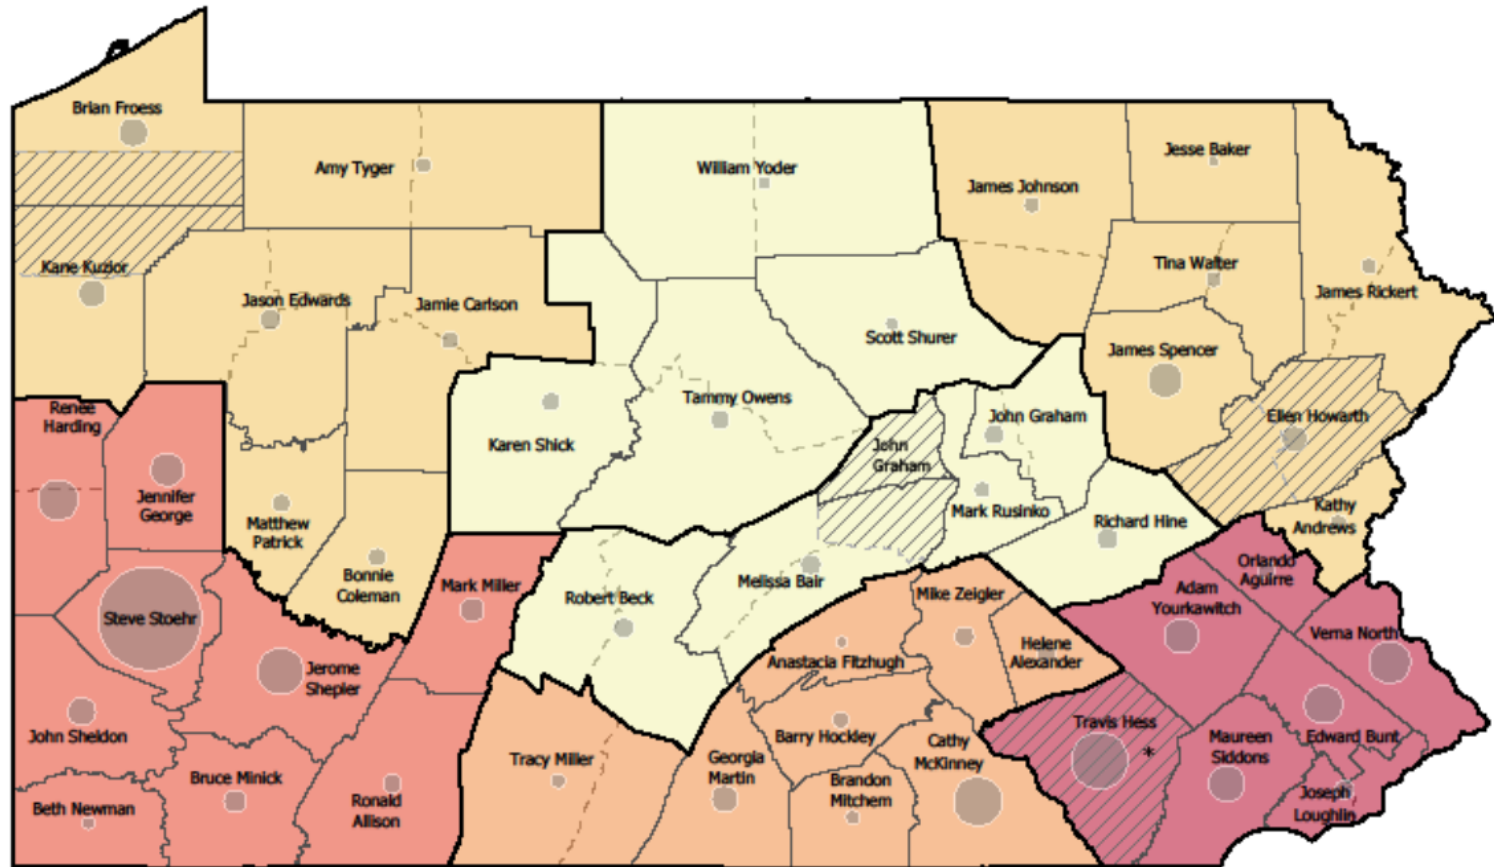 Brian Froess
Amy Tyger
William Yoder
Jesse Baker
James Johnson
Kane Kuzior
Jason Edwards
Jamie Carlson
Tina Walter
James Rickert
Scott Shurer
James Spencer
Renee
Harding
Tammy Owens
John Graham
Ellen Howarth
Karen Shick
John
Graham
Jennifer
George
Matthew
Patrick
Mark Rusinko
Richard Hine
Kathy
Andrews
Bonnie
Coleman
Mark Miller
Robert Beck
Melissa Bair
Mike Zeigler
Adam
Yourkawitch
Orlando
Aguirre
Steve Stoehr
Verna North
Jerome
Shepler
Anastacia Fitzhugh
Helene
Alexander
John Sheldon
Barry Hockley
Travis Hess
*
Maureen
Siddons
Edward Bunt
Bruce Minick
Tracy Miller
Georgia
Martin
Cathy
McKinney
Beth Newman
Ronald
Allison
Brandon
Mitchem
Joseph
Loughlin